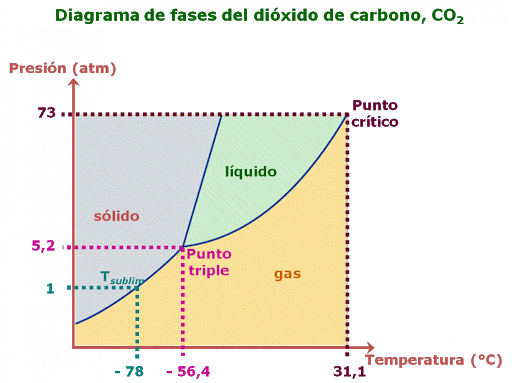 Diagrama de fases del dióxido de carbono, CO₂
Presión (atm)
73
Punto
crítico
líquido
sólido
5,2
Punto
triple
T sublim
gas
1
- 78
- 56,4
31,1
Temperatura (°C)